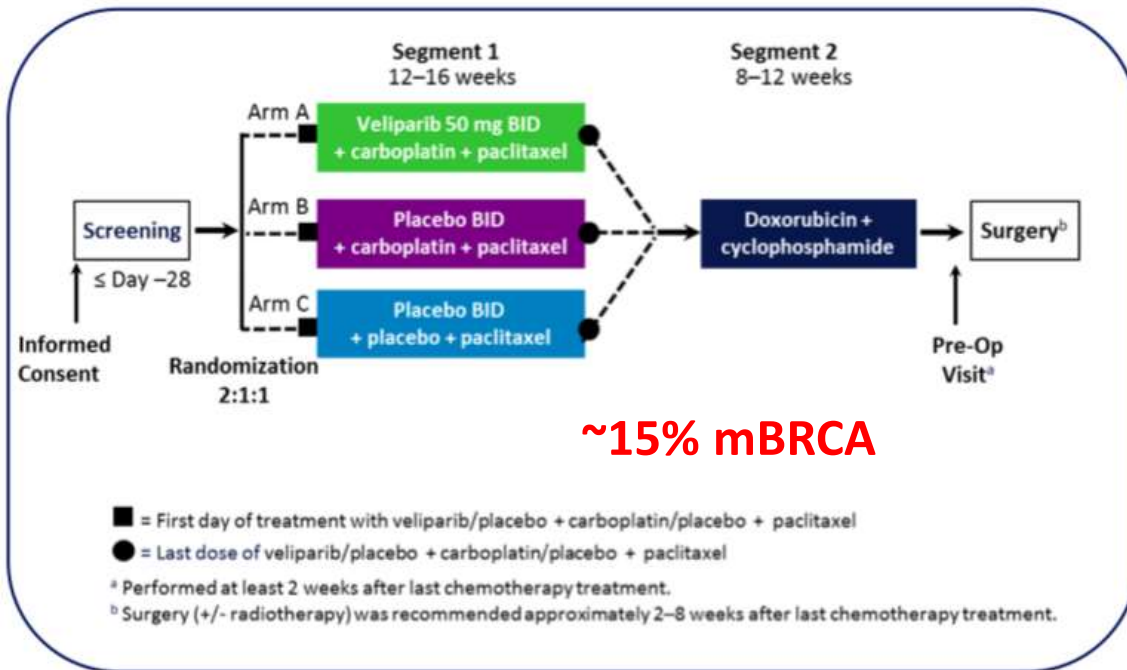 Segment 1
12–16 weeks
Segment 2
8–12 weeks
Arm A
Veliparib 50 mg BID
+ carboplatin + paclitaxel
Arm B
Placebo BID
+ carboplatin + paclitaxel
Arm C
Placebo BID
+ placebo + paclitaxel
Screening
≤ Day –28
Informed
Consent
Randomization
2:1:1
Doxorubicin +
cyclophosphamide
Surgeryb
Pre-Op
Visita
~15% mBRCA
= First day of treatment with veliparib/placebo + carboplatin/placebo + paclitaxel
= Last dose of veliparib/placebo + carboplatin/placebo + paclitaxel
a Performed at least 2 weeks after last chemotherapy treatment.
b Surgery (+/- radiotherapy) was recommended approximately 2–8 weeks after last chemotherapy treatment.